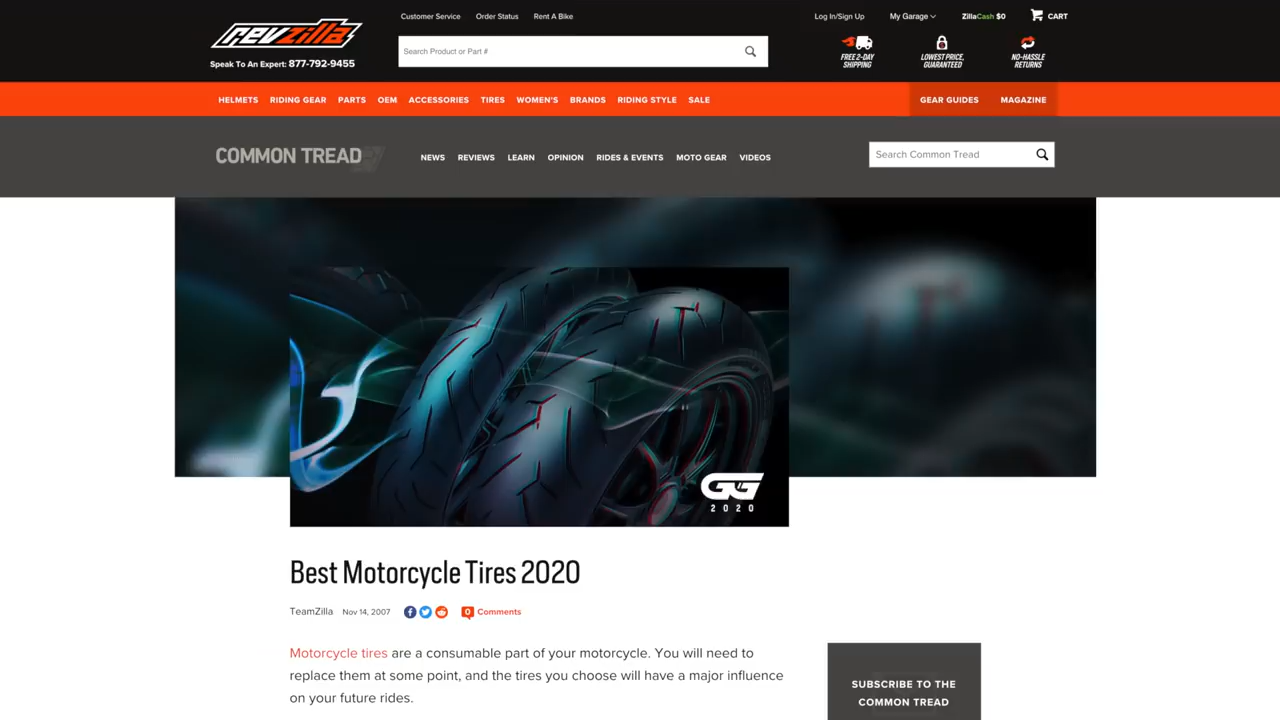 Customer Service Order Status Rent A Bike
Log In/Sign Up My Garage ZillaCash $0 CART
revzilla
Search Product or Part #
Speak To An Expert: 877-792-9455
FREE 2-DAY SHIPPING
LOWEST PRICE, GUARANTEED
NO-HASSLE RETURNS
HELMETS RIDING GEAR PARTS OEM ACCESSORIES TIRES WOMEN'S BRANDS RIDING STYLE SALE GEAR GUIDES MAGAZINE
COMMON TREAD
NEWS REVIEWS LEARN OPINION RIDES & EVENTS MOTO GEAR VIDEOS
Search Common Tread
GG
2020
Best Motorcycle Tires 2020
TeamZilla Nov 14, 2007 0 Comments
Motorcycle tires are a consumable part of your motorcycle. You will need to
replace them at some point, and the tires you choose will have a major influence
on your future rides.
SUBSCRIBE TO THE
COMMON TREAD